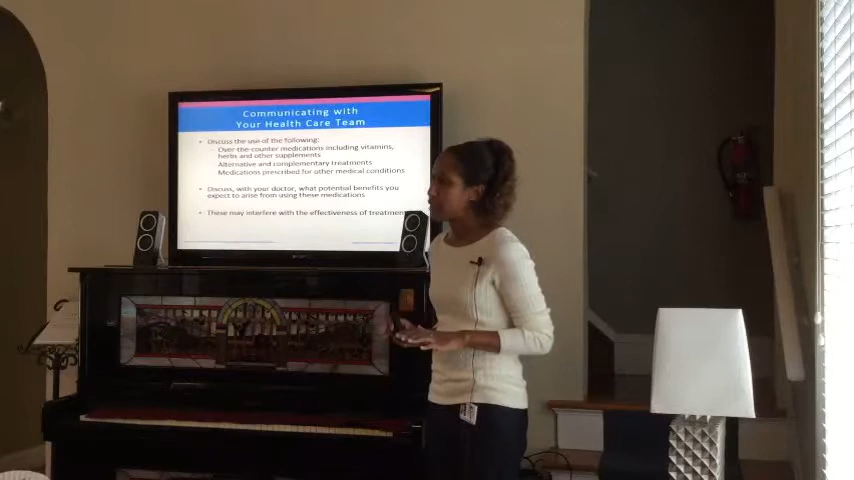 Communicating with
Your Health Care Team
• Discuss the use of the following:
- Over-the-counter medications including vitamins,
herbs and other supplements
- Alternative and complementary treatments
- Medications prescribed for other medical conditions
• Discuss, with your doctor, what potential benefits you
expect to arise from using these medications
• These may interfere with the effectiveness of treatment